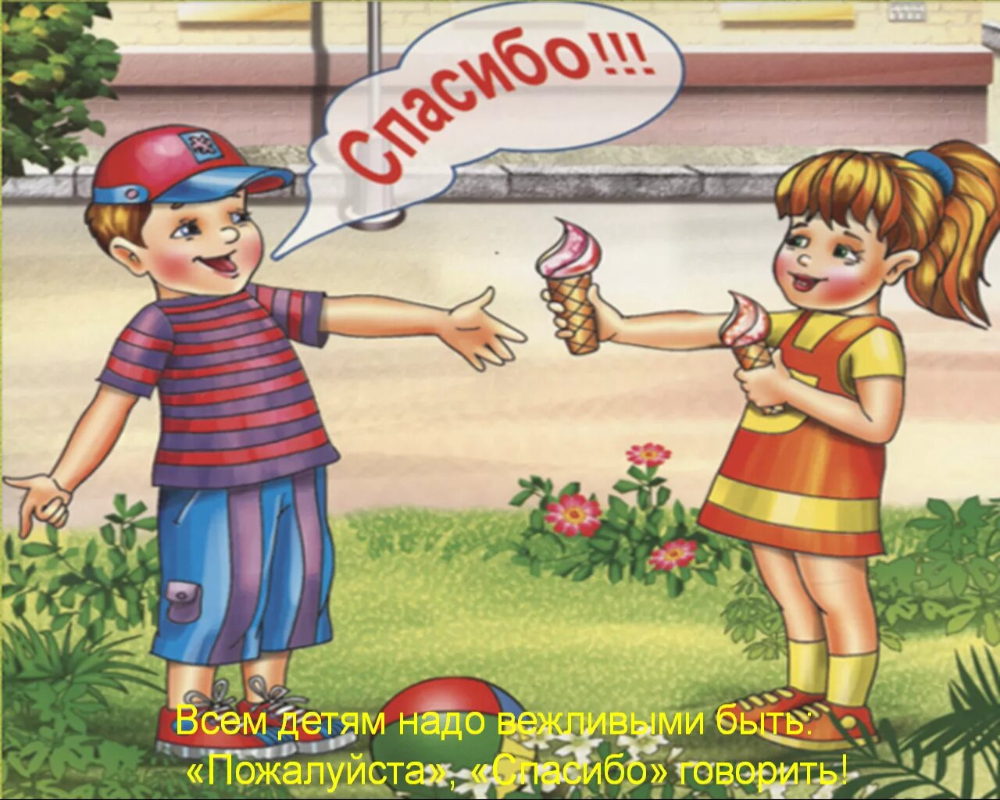 Спасибо!!!
Всем детям надо вежливыми быть:
«Пожалуйста», «Спасибо» говорить!